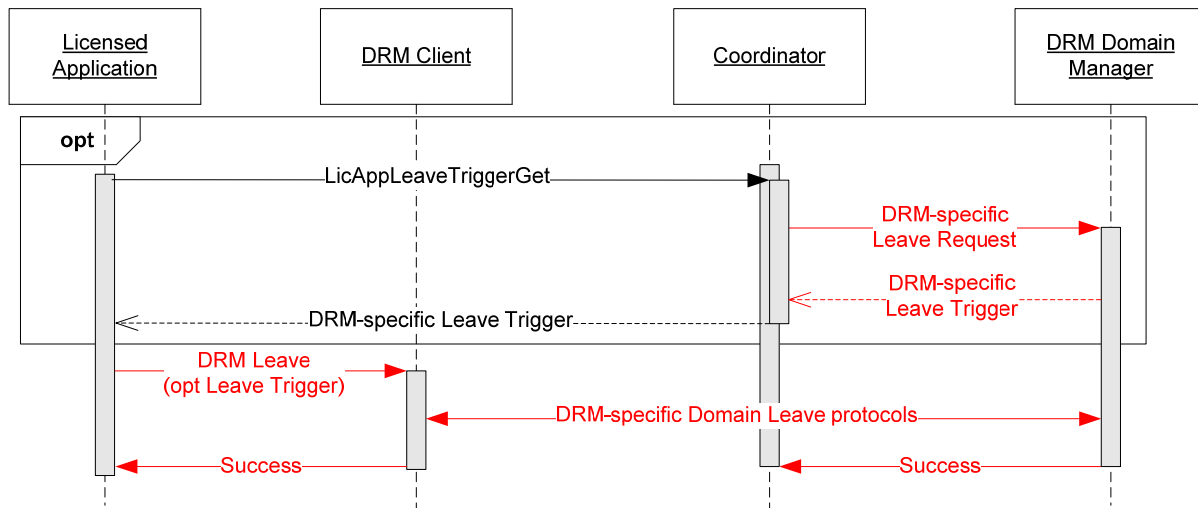 Licensed
Application
DRM Client
Coordinator
DRM Domain
Manager
opt
LicAppLeaveTriggerGet
DRM-specific
Leave Request
DRM-specific
Leave Trigger
DRM-specific Leave Trigger
DRM Leave
(opt Leave Trigger)
DRM-specific Domain Leave protocols
Success
Success